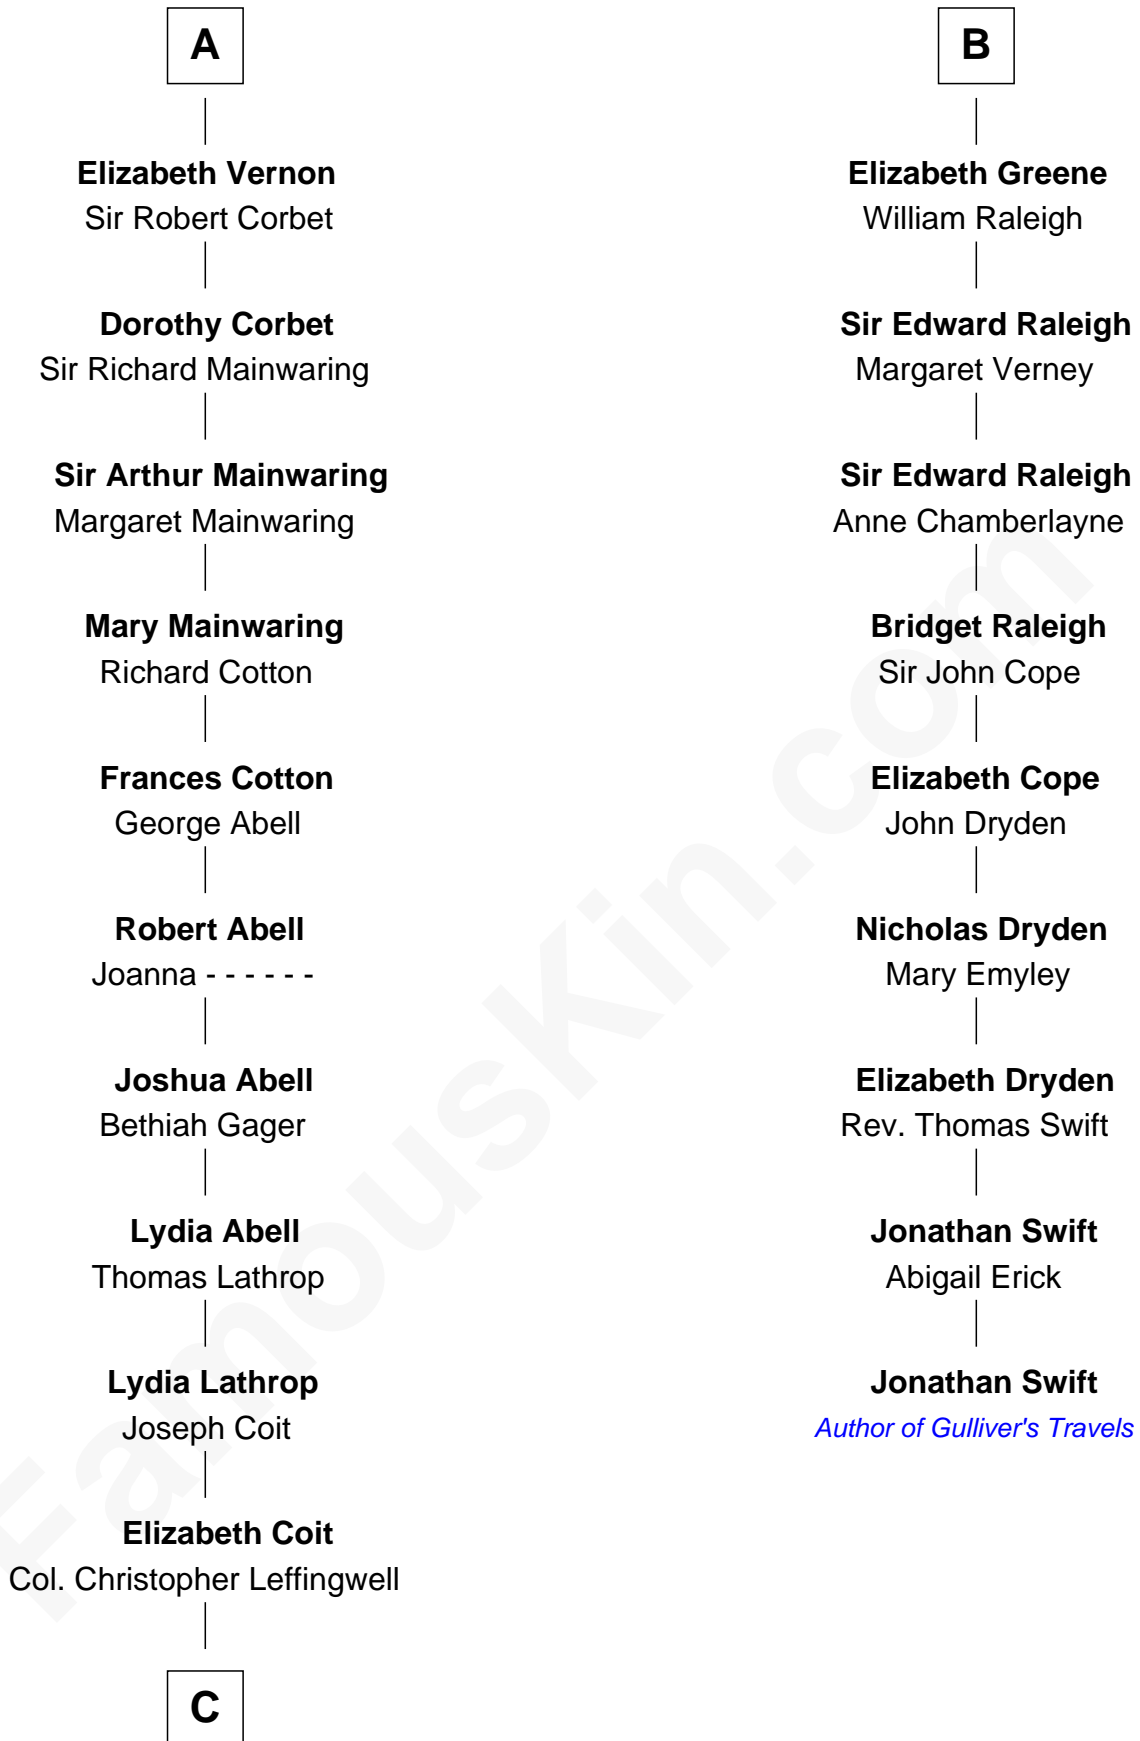 A
Elizabeth Vernon
Sir Robert Corbet
Dorothy Corbet
Sir Richard Mainwaring
Sir Arthur Mainwaring
Margaret Mainwaring
Mary Mainwaring
Richard Cotton
Frances Cotton
George Abell
Robert Abell
Joanna - - - - - -
Joshua Abell
Bethiah Gager
Lydia Abell
Thomas Lathrop
Lydia Lathrop
Joseph Coit
Elizabeth Coit
Col. Christopher Leffingwell
C
B
Elizabeth Greene
William Raleigh
Sir Edward Raleigh
Margaret Verney
Sir Edward Raleigh
Anne Chamberlayne
Bridget Raleigh
Sir John Cope
Elizabeth Cope
John Dryden
Nicholas Dryden
Mary Emyley
Elizabeth Dryden
Rev. Thomas Swift
Jonathan Swift
Abigail Erick
Jonathan Swift
Author of Gulliver's Travels
FamousKin.com